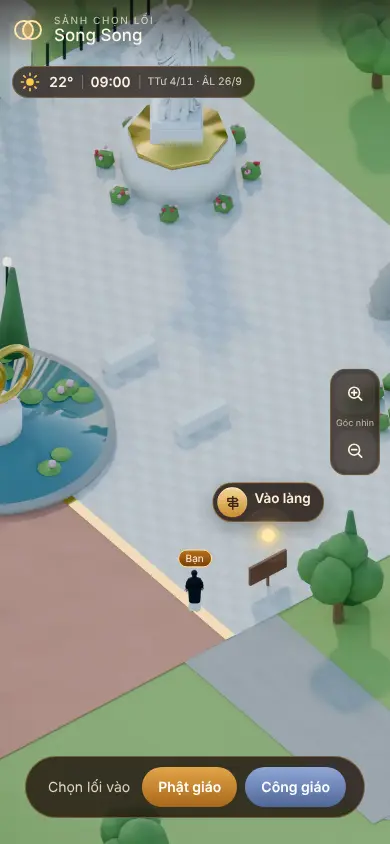 SẢNH CHỌN LỐI
Song Song
22° 09:00 TTư 4/11 · ÂL 26/9
Góc nhìn
Vào làng
Bạn
Chọn lối vào Phật giáo Công giáo